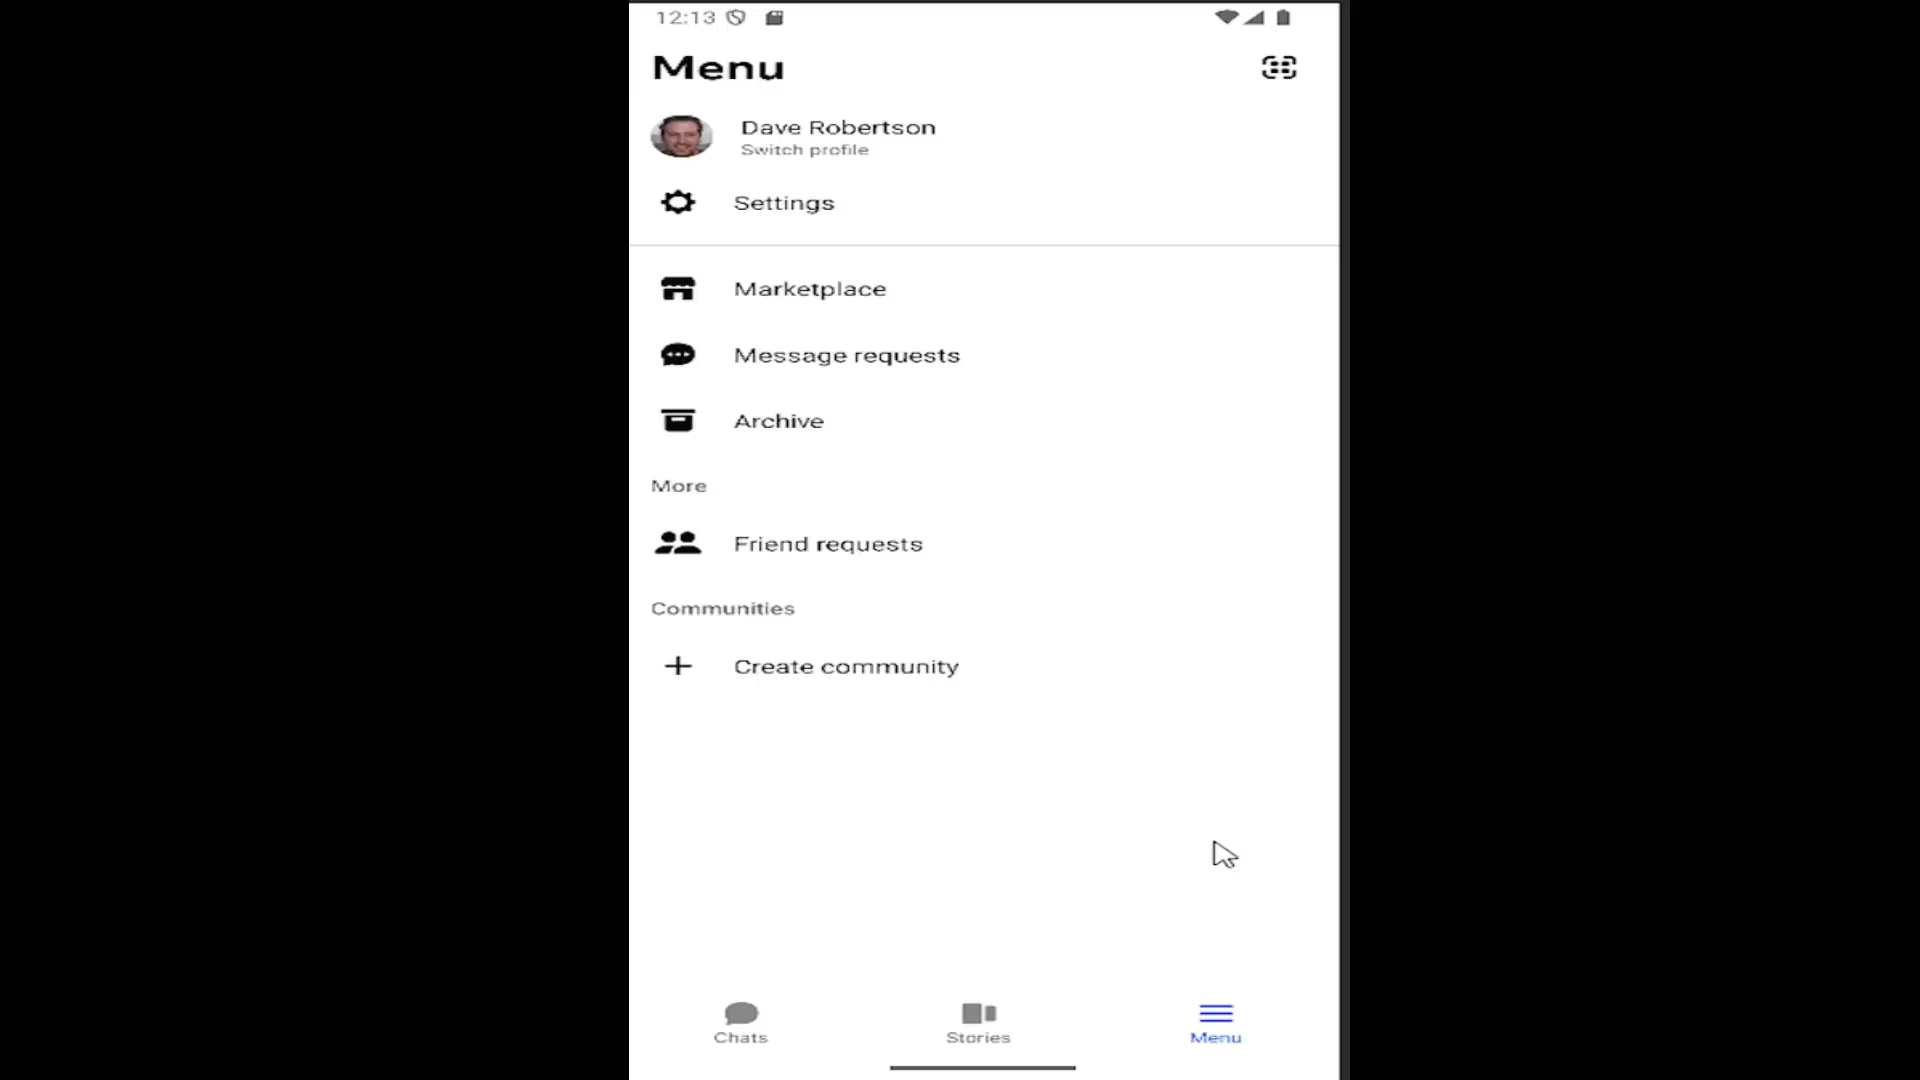 12:13
Menu
Dave Robertson
Switch profile
Settings
Marketplace
Message requests
Archive
More
Friend requests
Communities
Create community
Chats
Stories
Menu